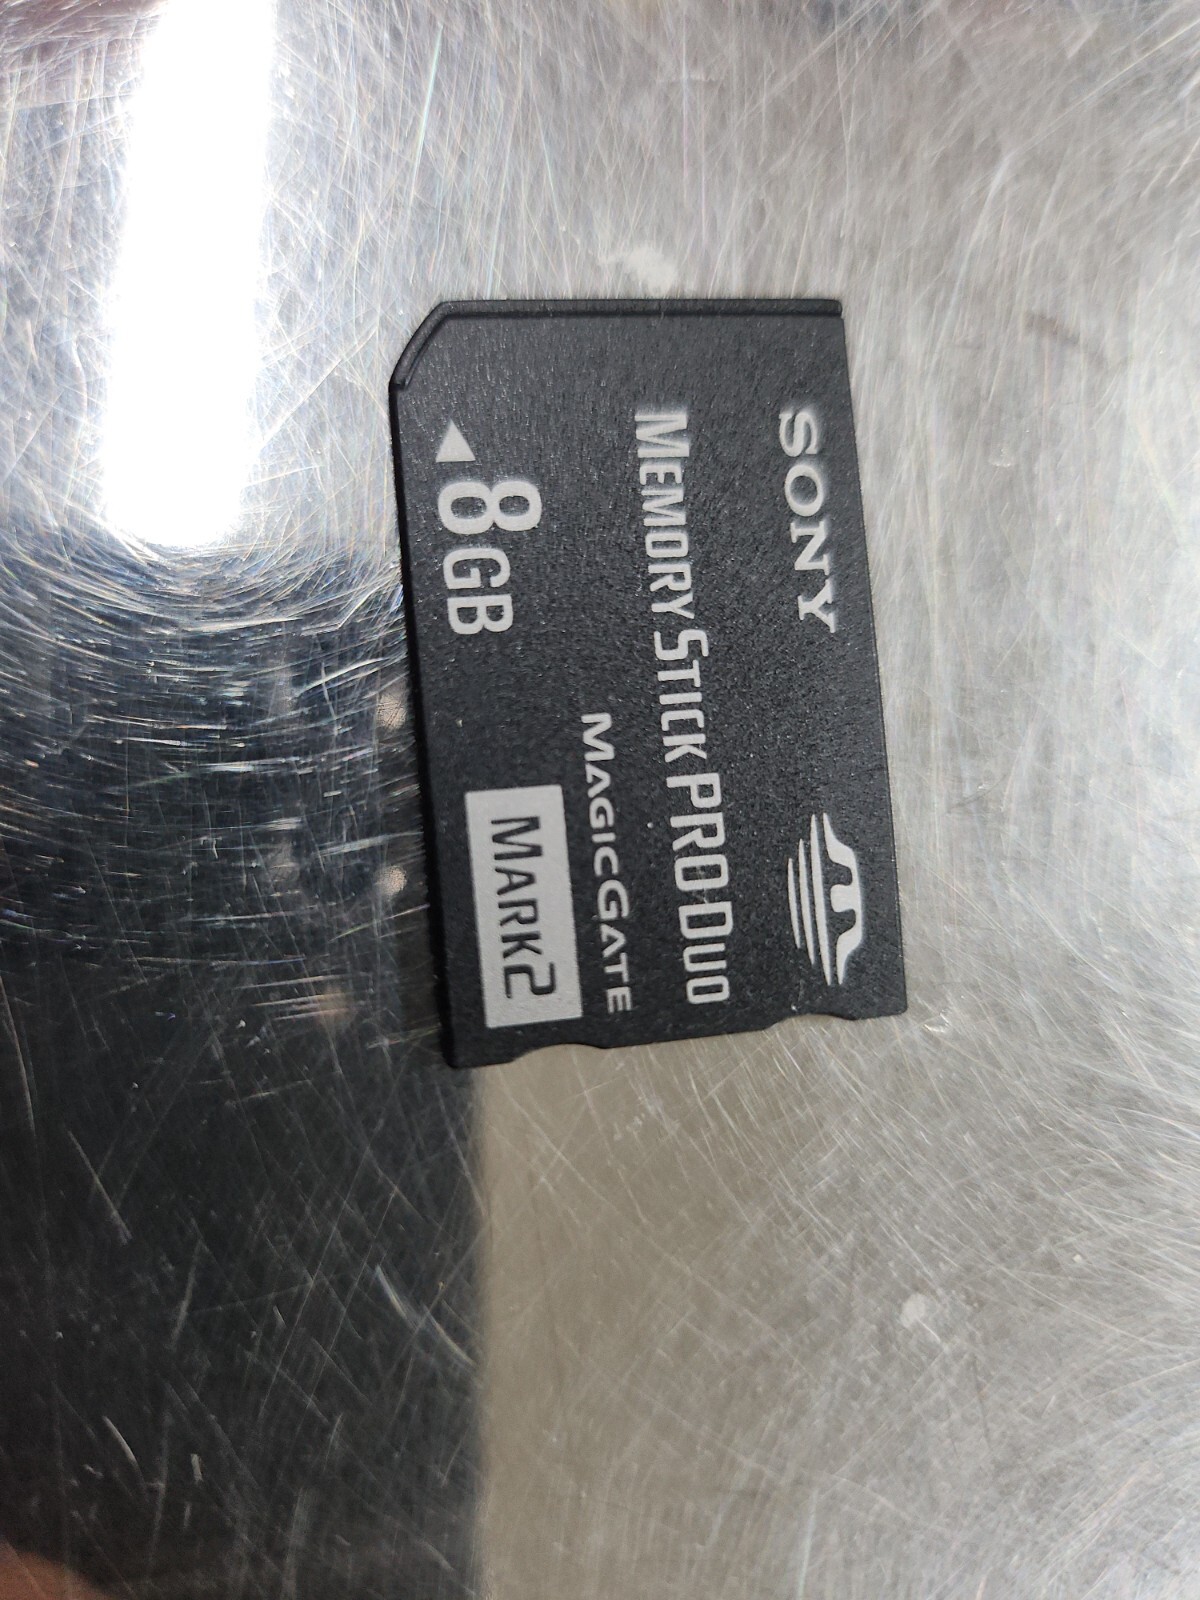 SONY
MEMORY STICK PRO DUO
MAGICGATE
8GB
MARK2